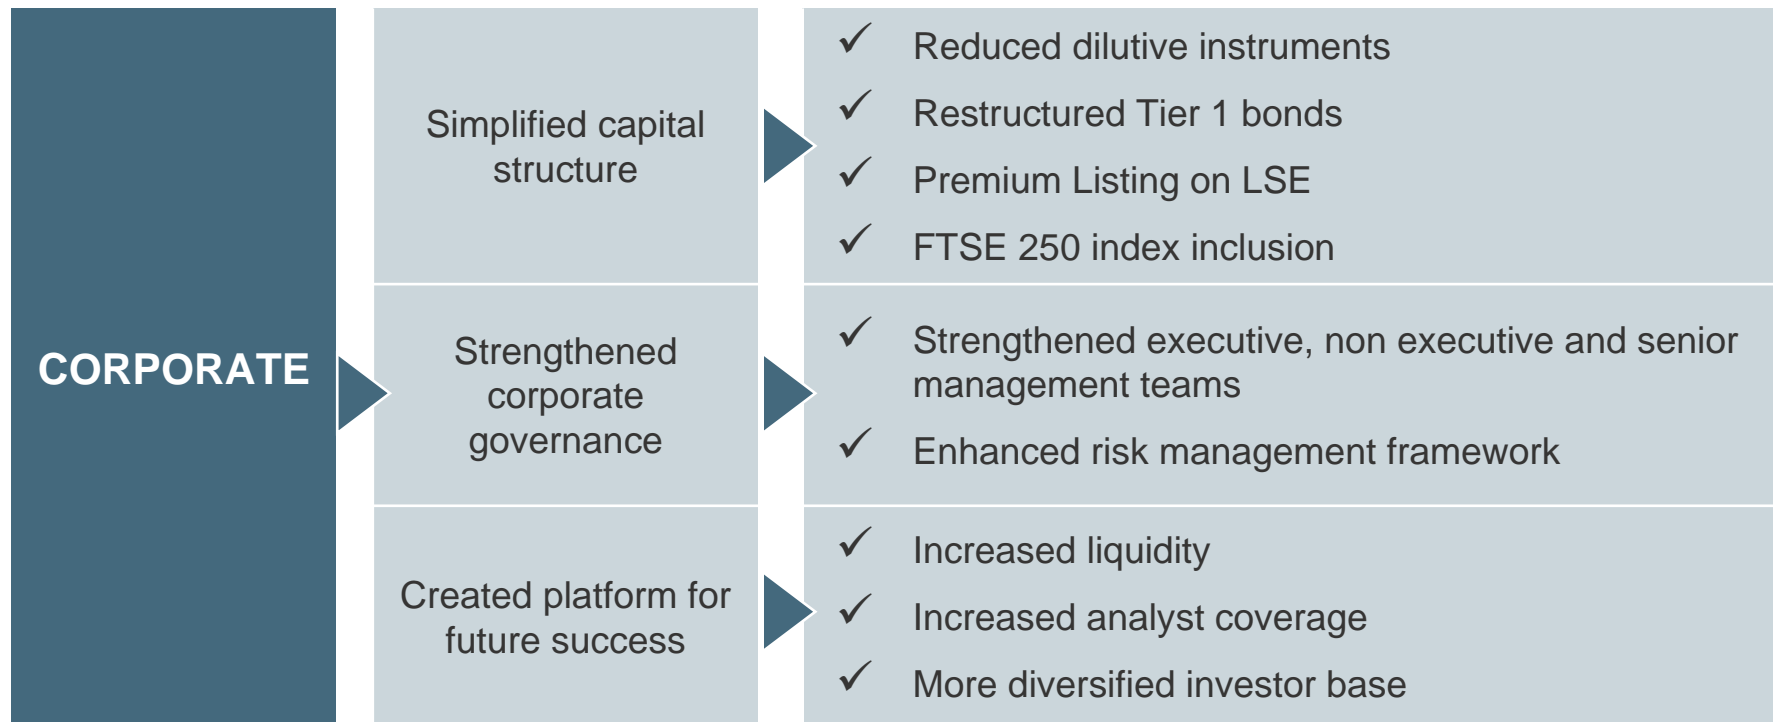 CORPORATE
Simplified capital
structure
✓ Reduced dilutive instruments
✓ Restructured Tier 1 bonds
✓ Premium Listing on LSE
✓ FTSE 250 index inclusion
Strengthened
corporate
governance
✓ Strengthened executive, non executive and senior
management teams
✓ Enhanced risk management framework
Created platform for
future success
✓ Increased liquidity
✓ Increased analyst coverage
✓ More diversified investor base